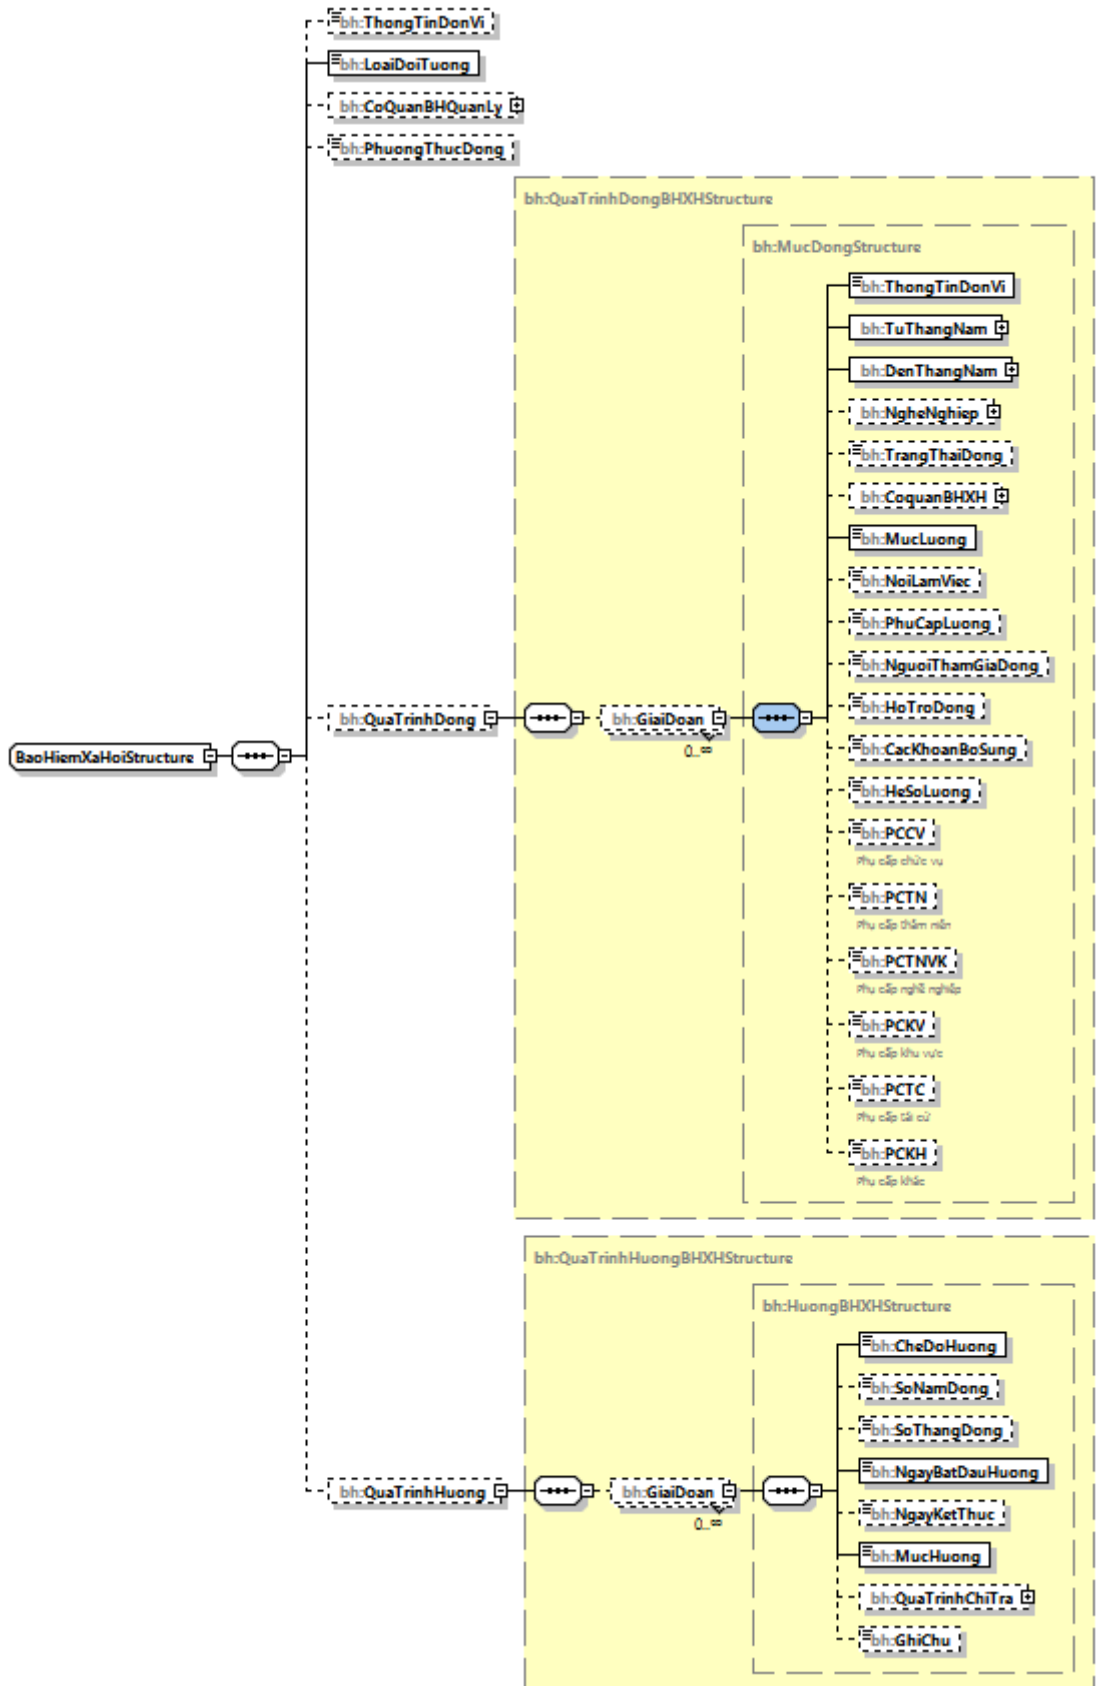 bh:ThongTinDonVi
bh:LoaiDoiTuong
bh:CoQuanBHQuanLy
bh:PhuongThucDong
bh:QuaTrinhDongBHXHStructure
bh:MucDongStructure
bh:ThongTinDonVi
bh:TuThangNam
bh:DenThangNam
bh:NgheNghiep
bh:TrangThaiDong
bh:CoquanBHXH
bh:MucLuong
bh:NoiLamViec
bh:PhuCapLuong
bh:NguoiThamGiaDong
bh:QuaTrinhDong
bh:GiaiDoan
0..∞
bh:HoTroDong
BaoHiemXaHoiStructure
bh:CacKhoanBoSung
bh:HeSoLuong
bh:PCCV
Phụ cấp chức vụ
bh:PCTN
Phụ cấp thâm niên
bh:PCTNVK
Phụ cấp nghề nghiệp
bh:PCKV
Phụ cấp khu vực
bh:PCTC
Phụ cấp tái cử
bh:PCKH
Phụ cấp khác
bh:QuaTrinhHuongBHXHStructure
bh:HuongBHXHStructure
bh:CheDoHuong
bh:SoNamDong
bh:SoThangDong
bh:NgayBatDauHuong
bh:QuaTrinhHuong
bh:GiaiDoan
0..∞
bh:NgayKetThuc
bh:MucHuong
bh:QuaTrinhChiTra
bh:GhiChu